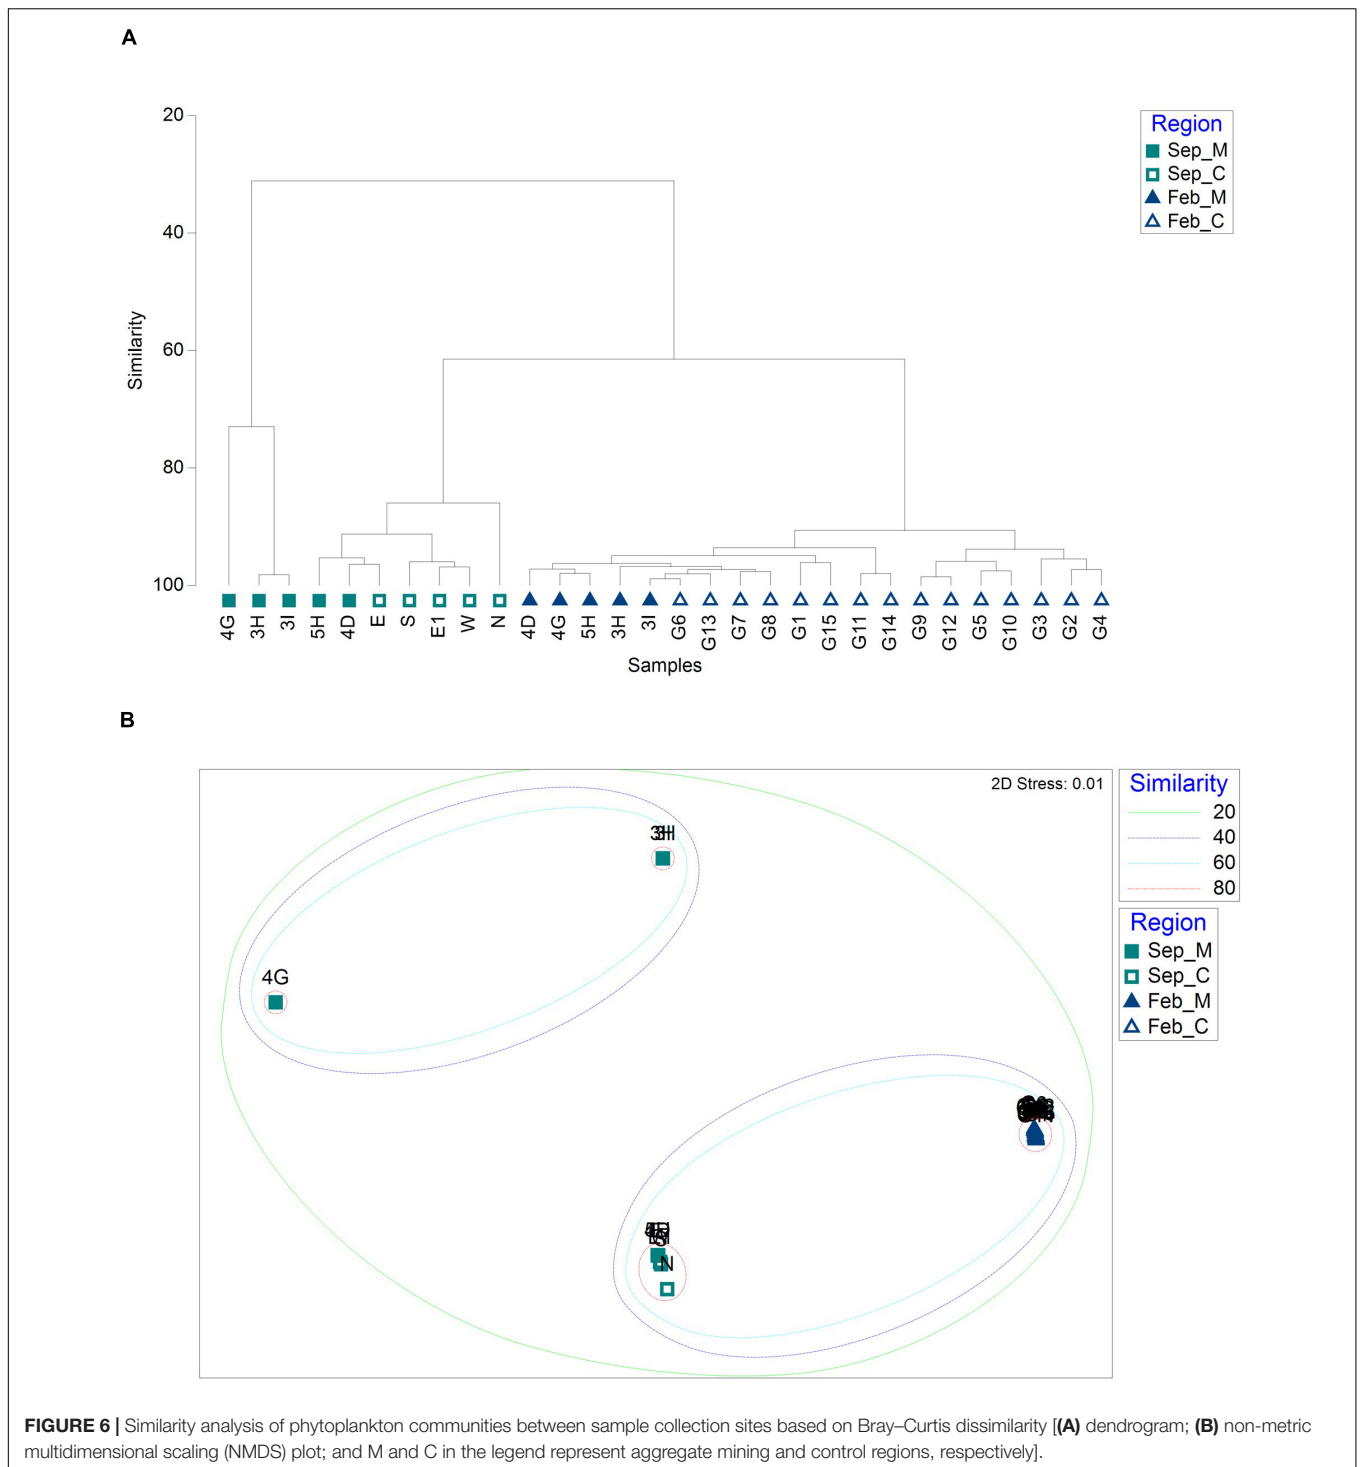 A
20
40
60
80
100
Similarity
Region
Sep_M
Sep_C
Feb_M
Feb_C
4G 3H 3I 5H 4D E S E1 W N 4D 4G 5H 3H 3I G6 G13 G7 G8 G1 G15 G11 G14 G9 G12 G5 G10 G3 G2 G4
Samples
B
2D Stress: 0.01
4G
S
N
Similarity
20
40
60
80
Region
Sep_M
Sep_C
Feb_M
Feb_C
FIGURE 6 | Similarity analysis of phytoplankton communities between sample collection sites based on Bray–Curtis dissimilarity [(A) dendrogram; (B) non-metric
multidimensional scaling (NMDS) plot; and M and C in the legend represent aggregate mining and control regions, respectively].